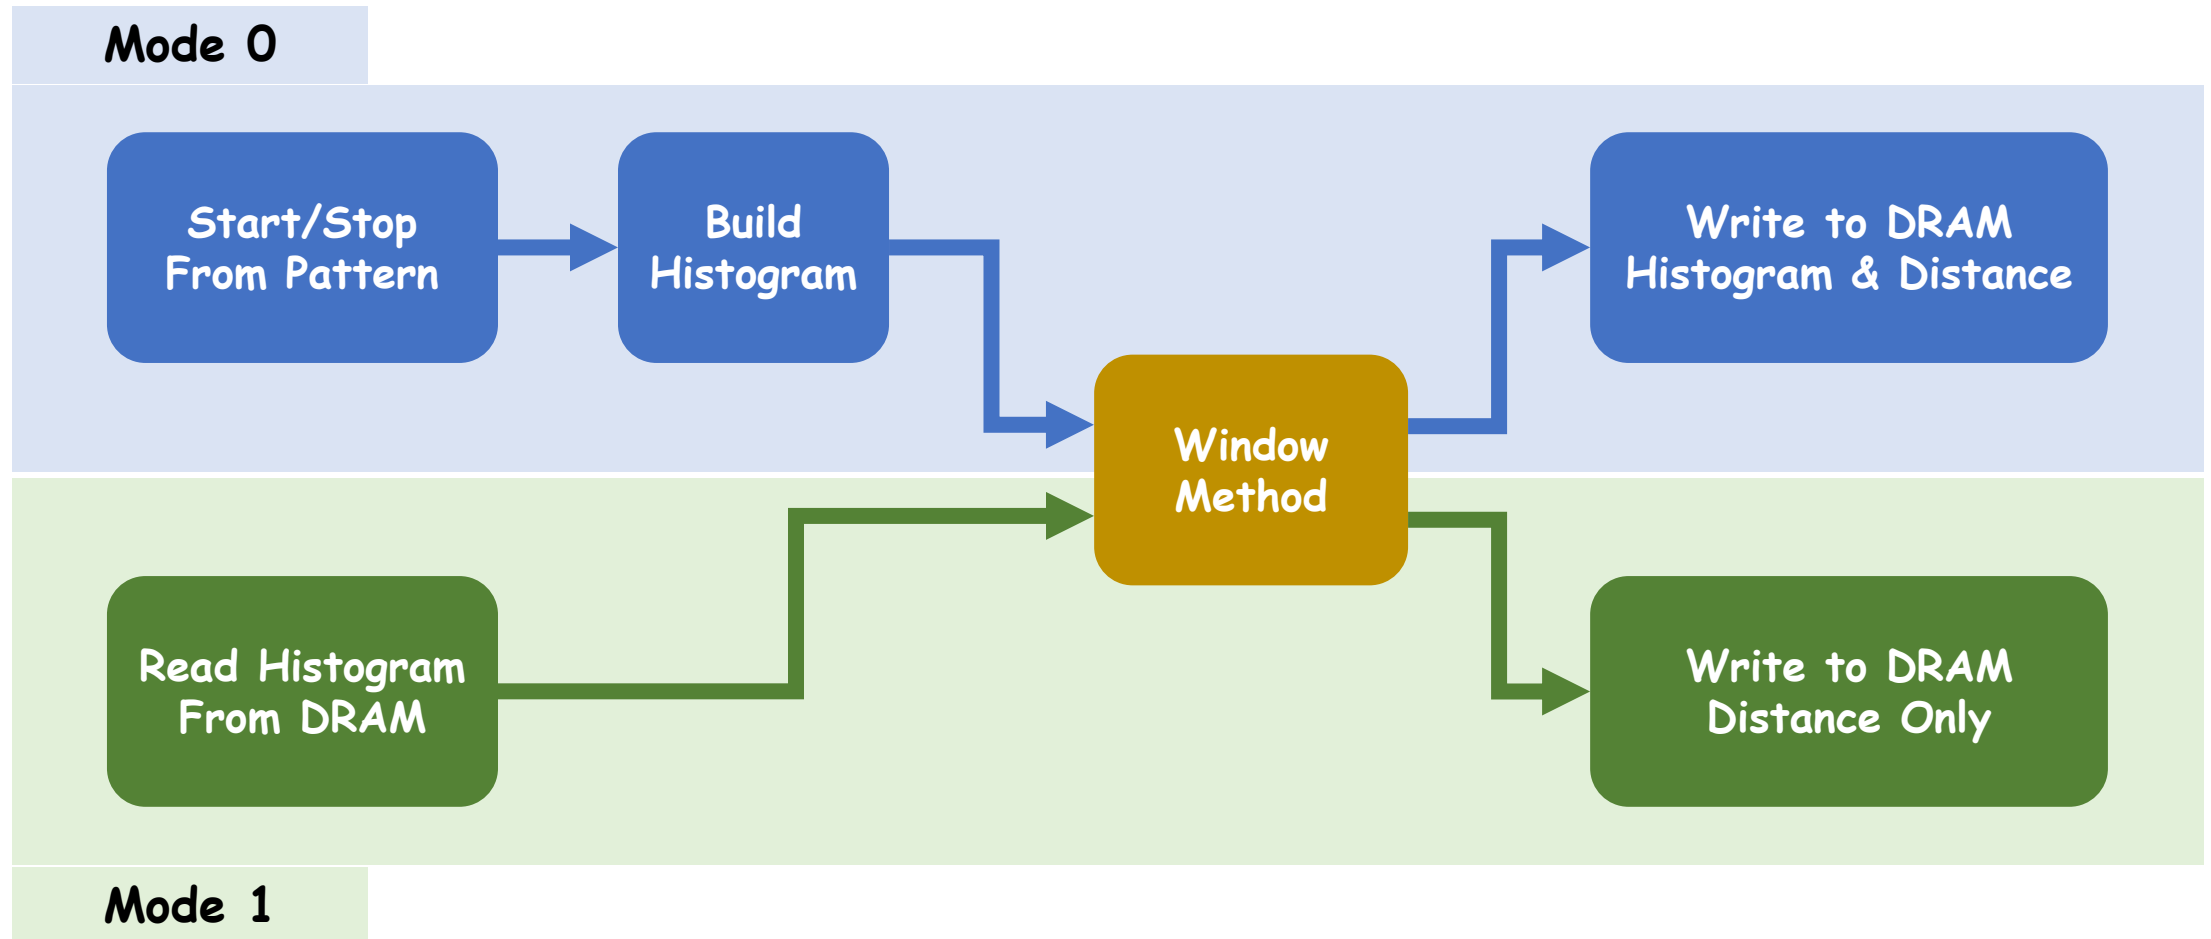 Mode 0
Start/Stop
From Pattern
Build
Histogram
Write to DRAM
Histogram & Distance
Window
Method
Read Histogram
From DRAM
Write to DRAM
Distance Only
Mode 1